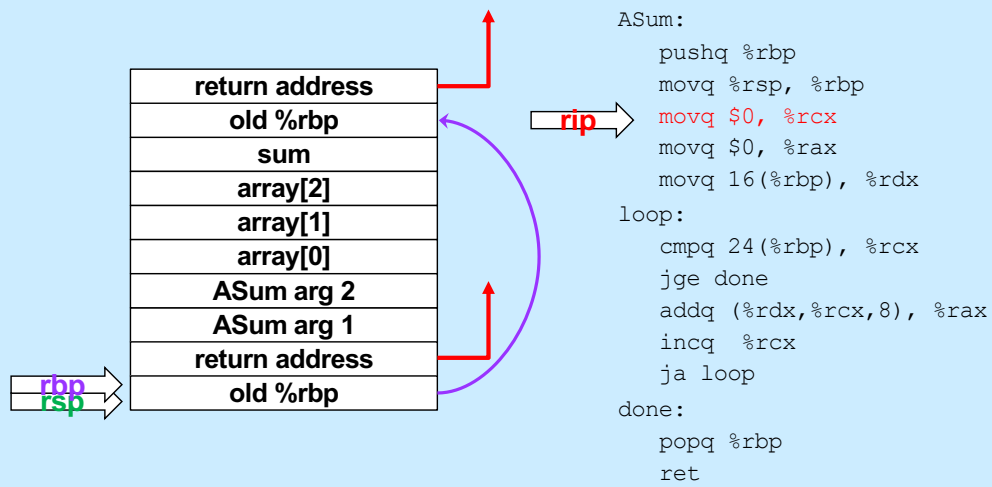 return address
old %rbp
sum
array[2]
array[1]
array[0]
ASum arg 2
ASum arg 1
return address
old %rbp
rbp
rsp
rip
ASum:
pushq %rbp
movq %rsp, %rbp
movq $0, %rcx
movq $0, %rax
movq 16(%rbp), %rdx
loop:
cmpq 24(%rbp), %rcx
jge done
addq (%rdx,%rcx,8), %rax
incq  %rcx
ja loop
done:
popq %rbp
ret